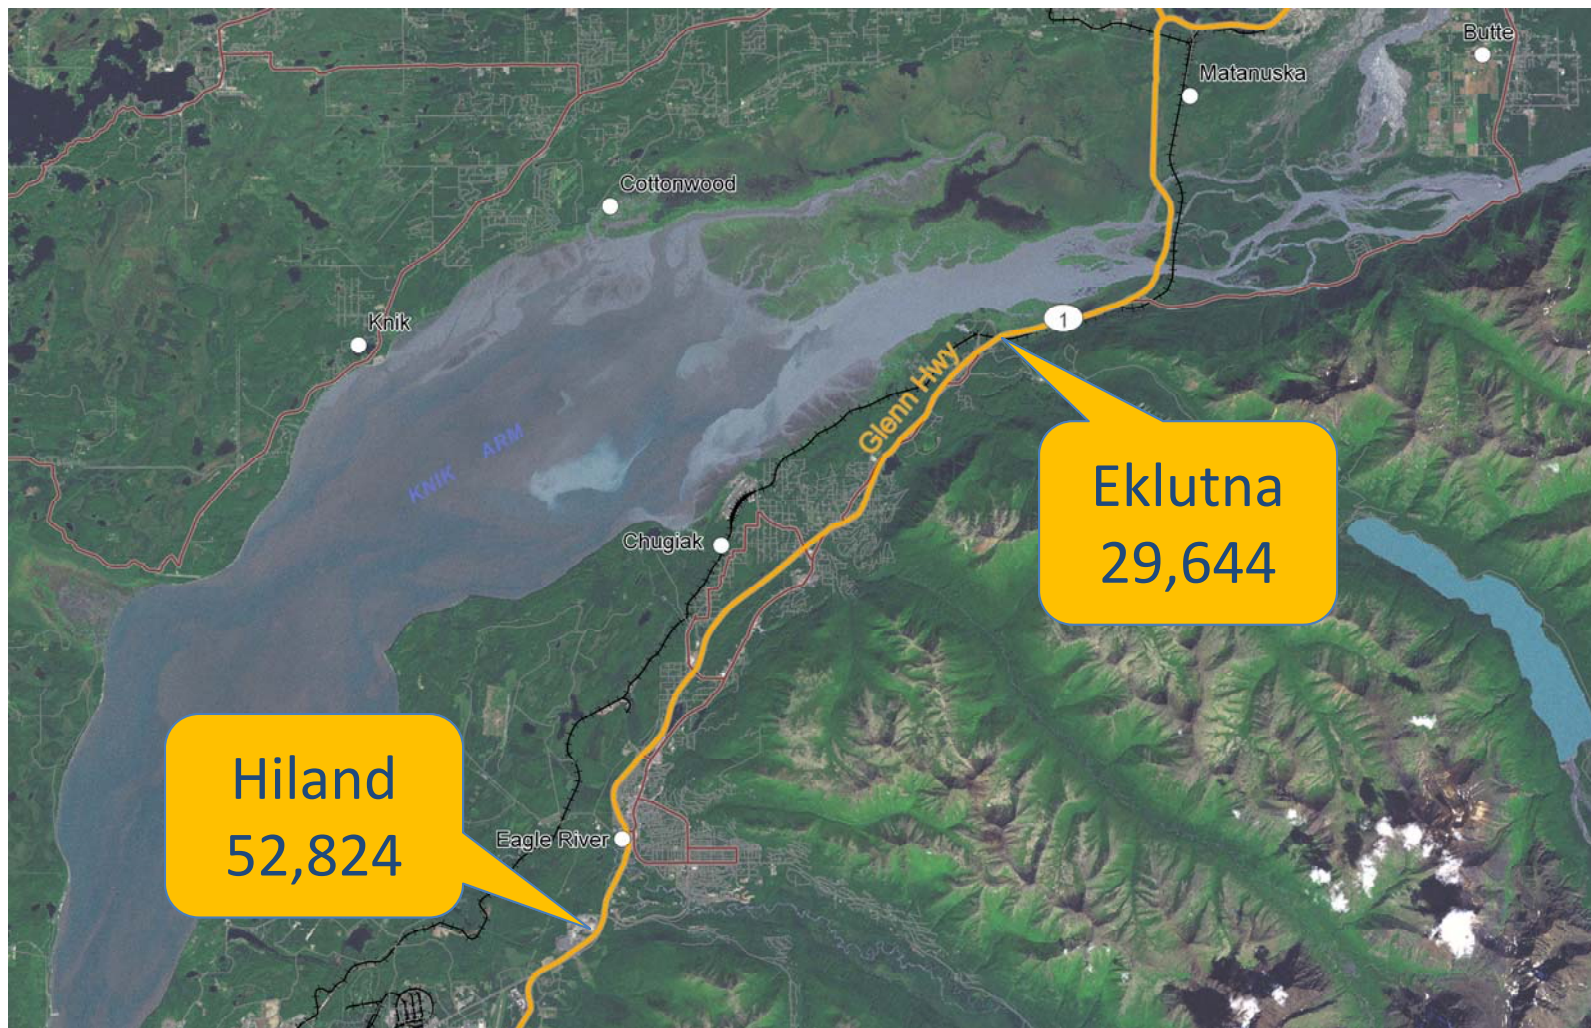 Butte
Matanuska
Cottonwood
1
Knik
Glenn Hwy
KNIK ARM
Eklutna
29,644
Chugiak
Hiland
52,824
Eagle River